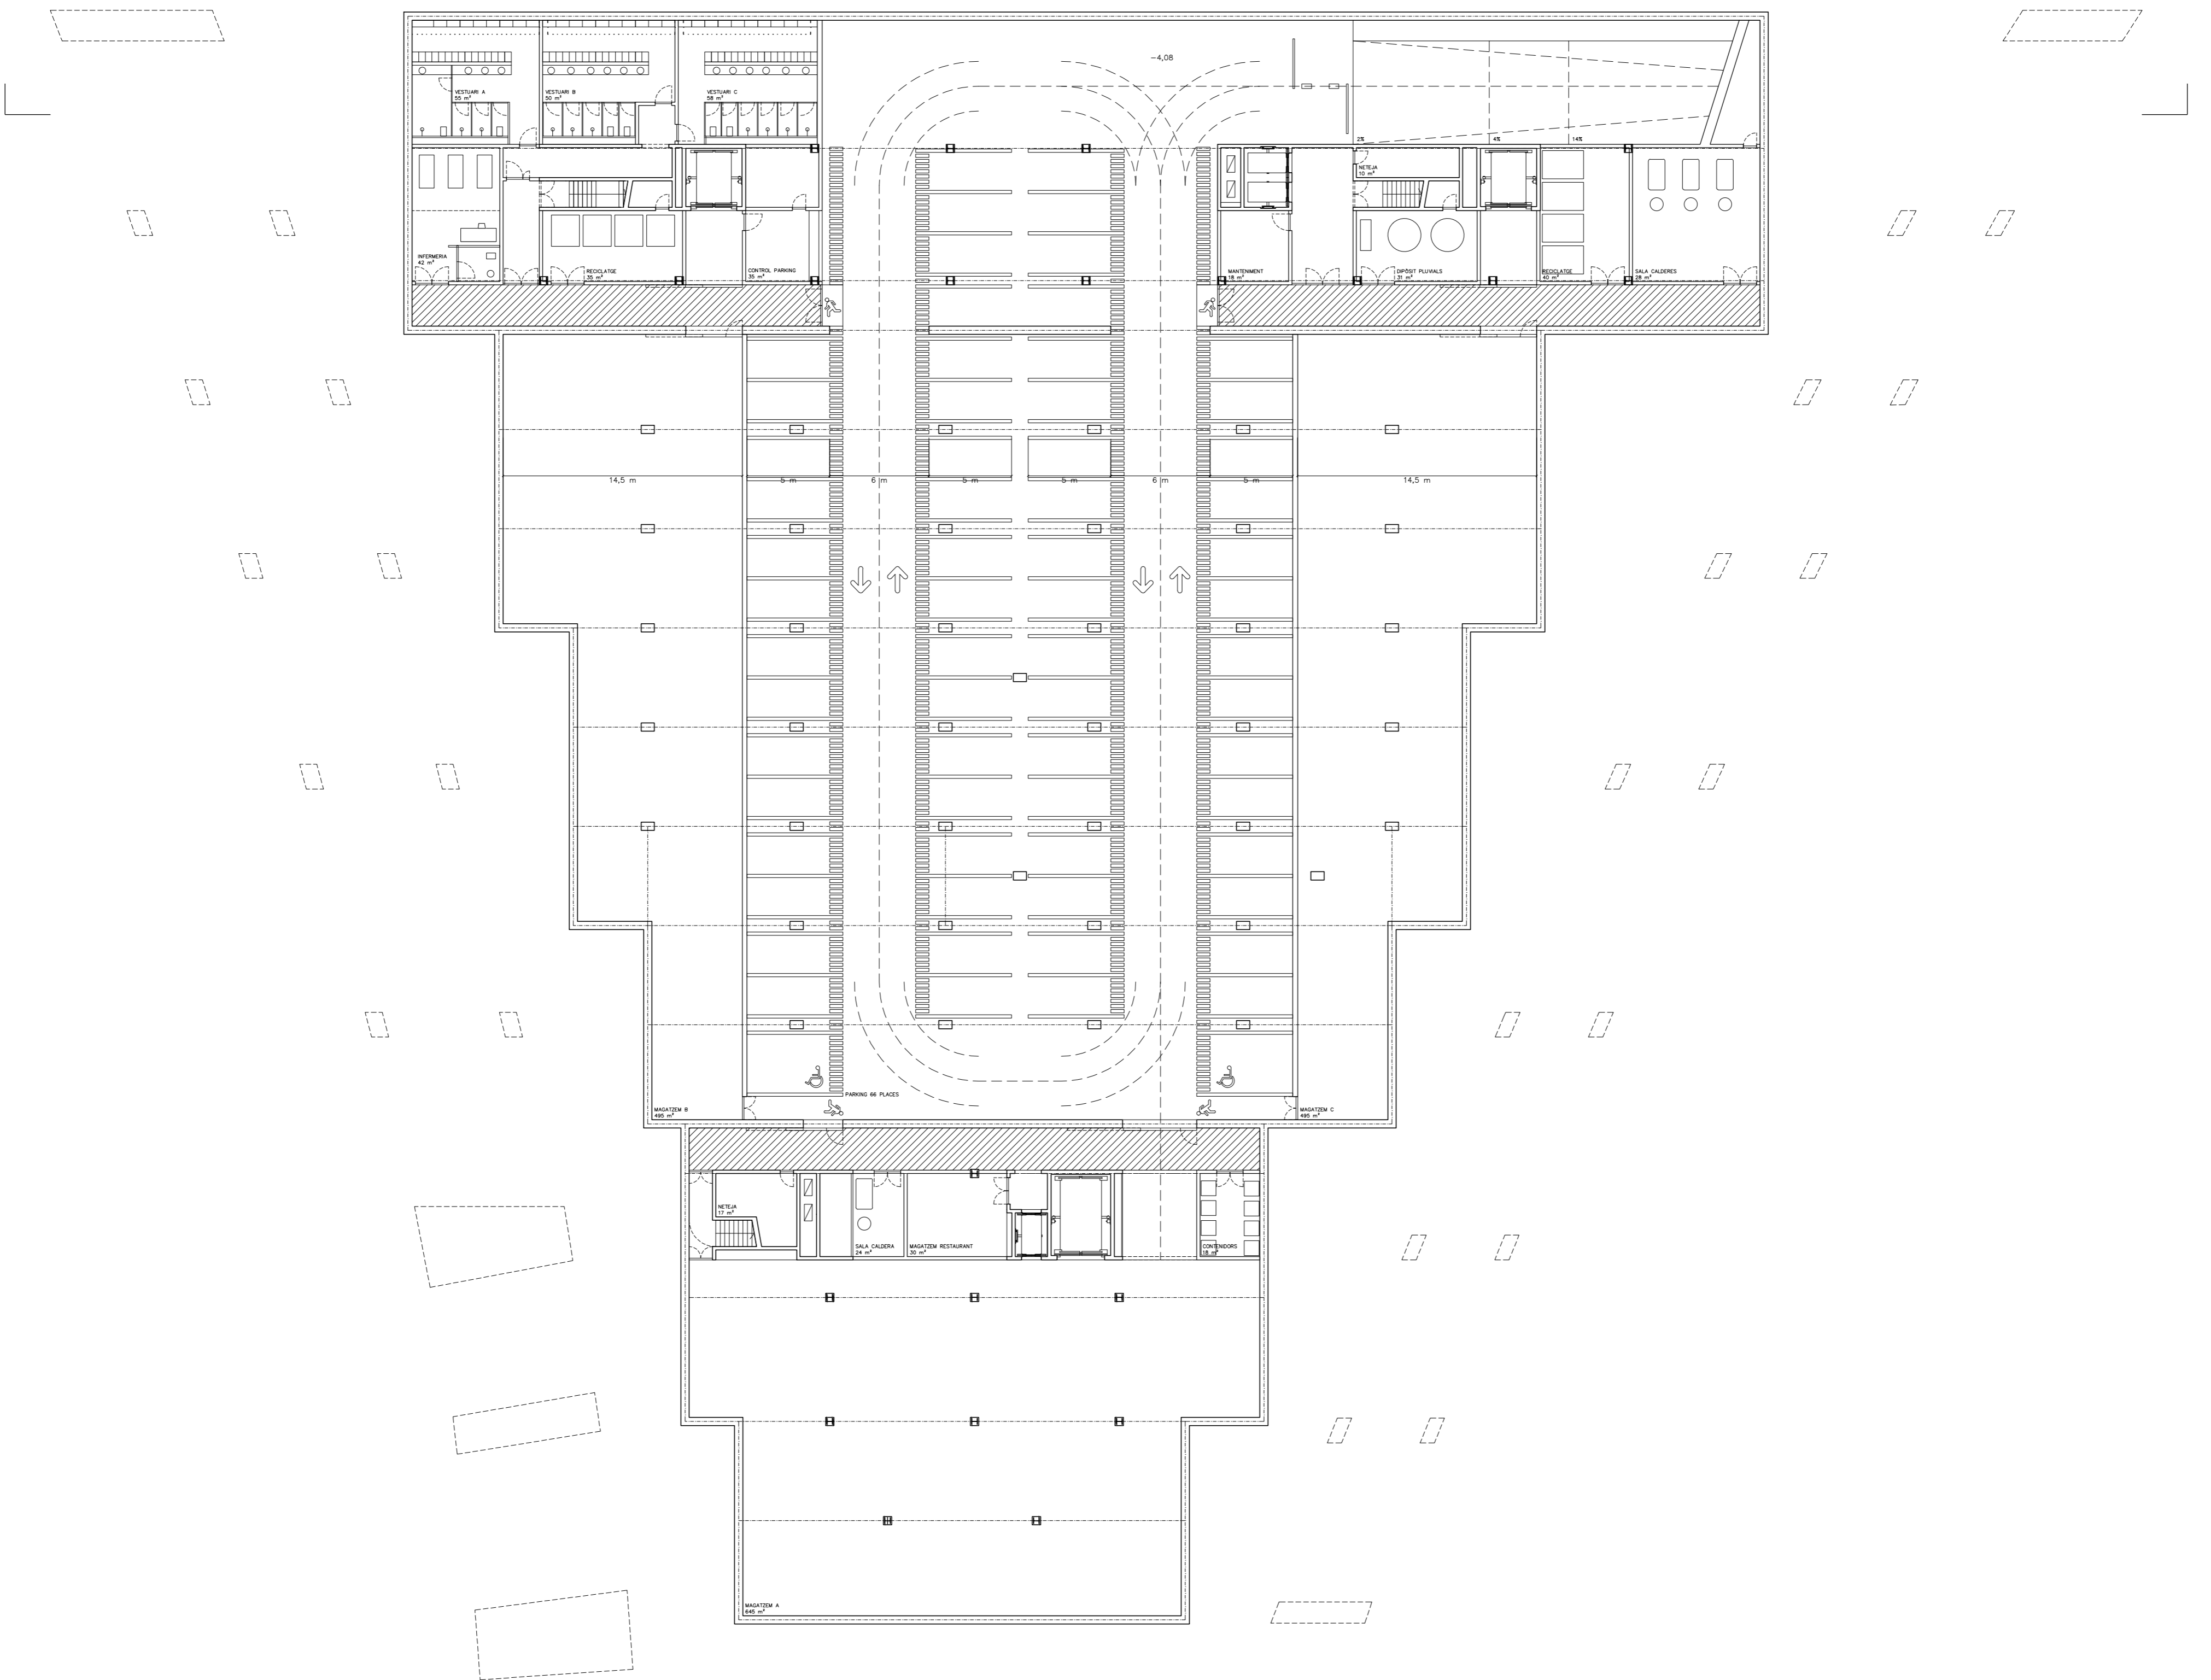 -4,08
VESTUARI A
55 m²
VESTUARI B
50 m²
VESTUARI C
58 m²
2%
4%
14%
NETEJA
10 m²
INFERMERIA
42 m²
RECICLATGE
35 m²
CONTROL PARKING
35 m²
MANTENIMENT
18 m²
DIPÒSIT PLUVIALS
31 m²
RECICLATGE
40 m²
SALA CALDERES
28 m²
14,5 m
5 m
6 m
5 m
5 m
6 m
5 m
14,5 m
PARKING 66 PLACES
MAGATZEM B
495 m²
MAGATZEM C
495 m²
NETEJA
17 m²
SALA CALDERA
24 m²
MAGATZEM RESTAURANT
30 m²
CONTENIDORS
18 m²
MAGATZEM A
645 m²